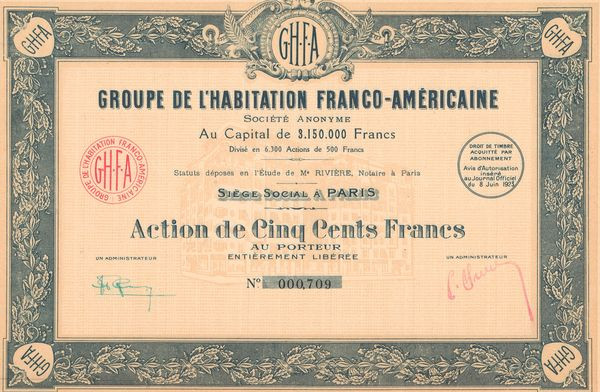 GHFA
GHFA
GHFA
GROUPE DE L'HABITATION FRANCO-AMÉRICAINE
SOCIÉTÉ ANONYME
Au Capital de 3.150.000 Francs
Divisé en 6.300 Actions de 500 Francs
Statuts déposés en l'Étude de Me RIVIÈRE, Notaire à Paris
SIÈGE SOCIAL À PARIS
GROUPE DE L'HABITATION FRANCO-AMÉRICAINE
GHFA
DROIT DE TIMBRE
ACQUITTÉ PAR
ABONNEMENT
Avis d'Autorisation
inséré
au Journal Officiel
du 8 Juin 1923
Action de Cinq Cents Francs
AU PORTEUR
ENTIÈREMENT LIBÉRÉE
UN ADMINISTRATEUR
UN ADMINISTRATEUR
No 000,709
GHFA
GHFA